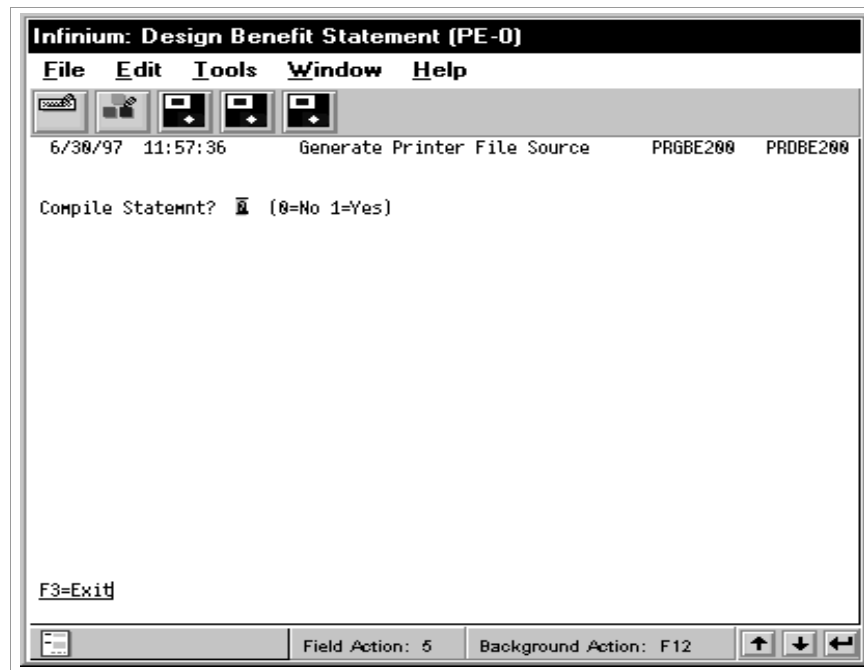 Infinium: Design Benefit Statement (PE-0)
File Edit Tools Window Help
6/30/97 11:57:36 Generate Printer File Source PRGBE200 PRDBE200
Compile Statemnt? 0 (0=No 1=Yes)
F3=Exit
Field Action: 5 Background Action: F12